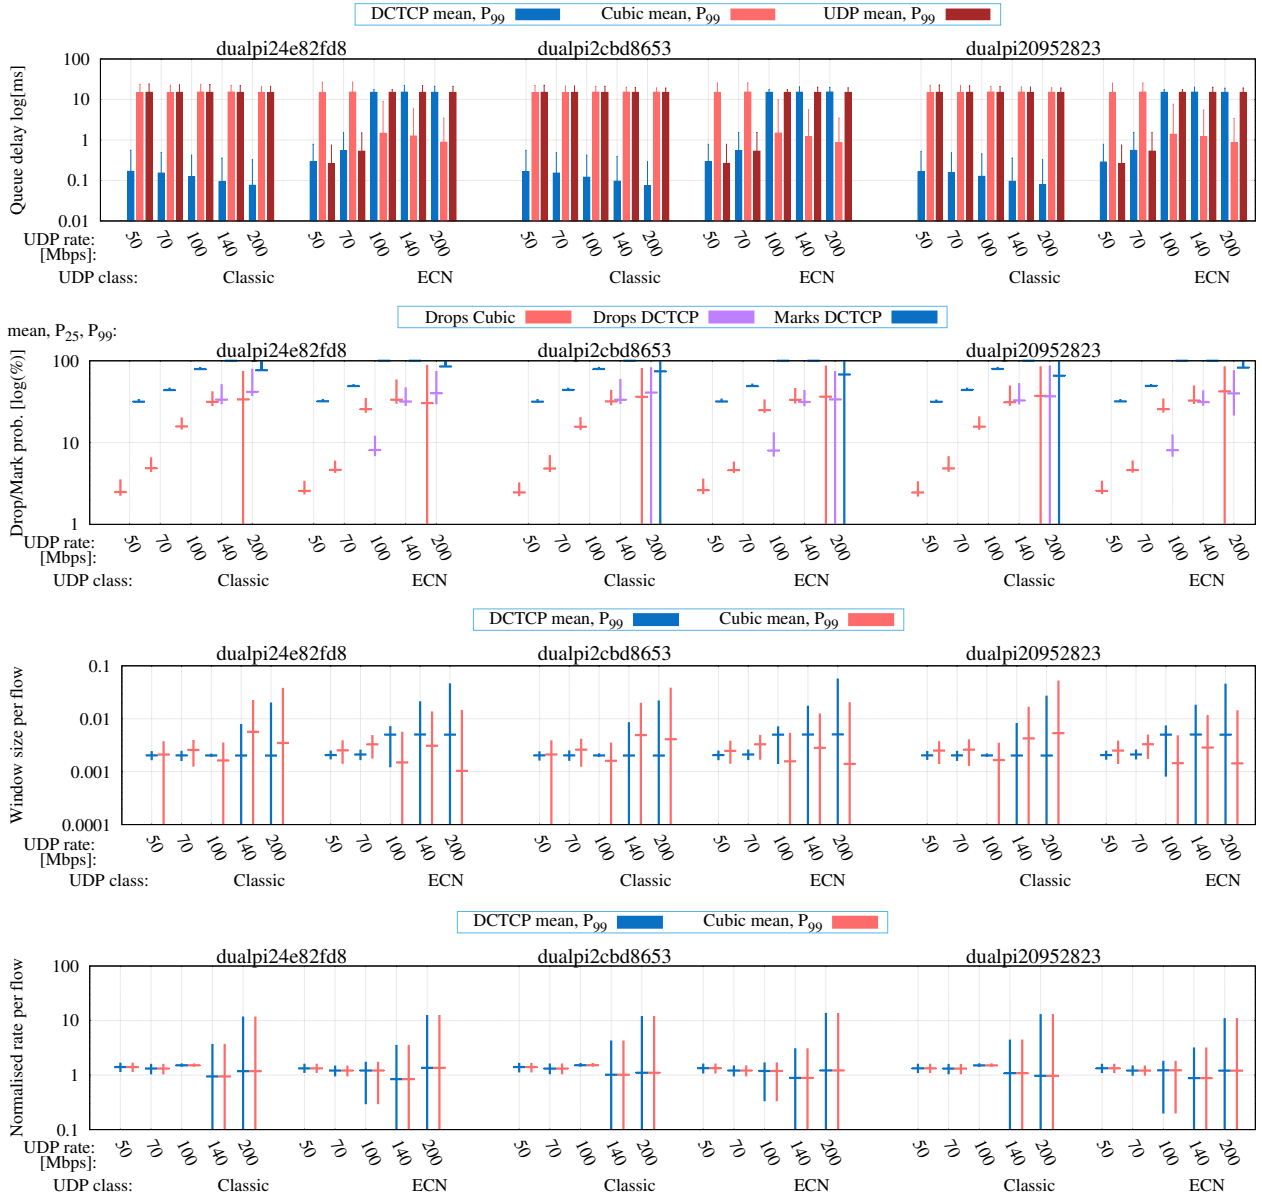 DCTCP mean, P99 Cubic mean, P99 UDP mean, P99
dualpi24e82fd8 dualpi2cbd8653 dualpi20952823
Queue delay log[ms]
100
10
1
0.1
0.01
UDP rate: 50 70 100 140 200 50 70 100 140 200 50 70 100 140 200 50 70 100 140 200 50 70 100 140 200 50 70 100 140 200
[Mbps]:
UDP class: Classic ECN Classic ECN Classic ECN
Drops Cubic Drops DCTCP Marks DCTCP
mean, P25, P99:
dualpi24e82fd8 dualpi2cbd8653 dualpi20952823
Drop/Mark prob. [log(%)]
100
10
1
UDP rate: 50 70 100 140 200 50 70 100 140 200 50 70 100 140 200 50 70 100 140 200 50 70 100 140 200 50 70 100 140 200
[Mbps]:
UDP class: Classic ECN Classic ECN Classic ECN
DCTCP mean, P99 Cubic mean, P99
dualpi24e82fd8 dualpi2cbd8653 dualpi20952823
Window size per flow
0.1
0.01
0.001
0.0001
UDP rate: 50 70 100 140 200 50 70 100 140 200 50 70 100 140 200 50 70 100 140 200 50 70 100 140 200 50 70 100 140 200
[Mbps]:
UDP class: Classic ECN Classic ECN Classic ECN
DCTCP mean, P99 Cubic mean, P99
dualpi24e82fd8 dualpi2cbd8653 dualpi20952823
Normalised rate per flow
100
10
1
0.1
UDP rate: 50 70 100 140 200 50 70 100 140 200 50 70 100 140 200 50 70 100 140 200 50 70 100 140 200 50 70 100 140 200
[Mbps]:
UDP class: Classic ECN Classic ECN Classic ECN